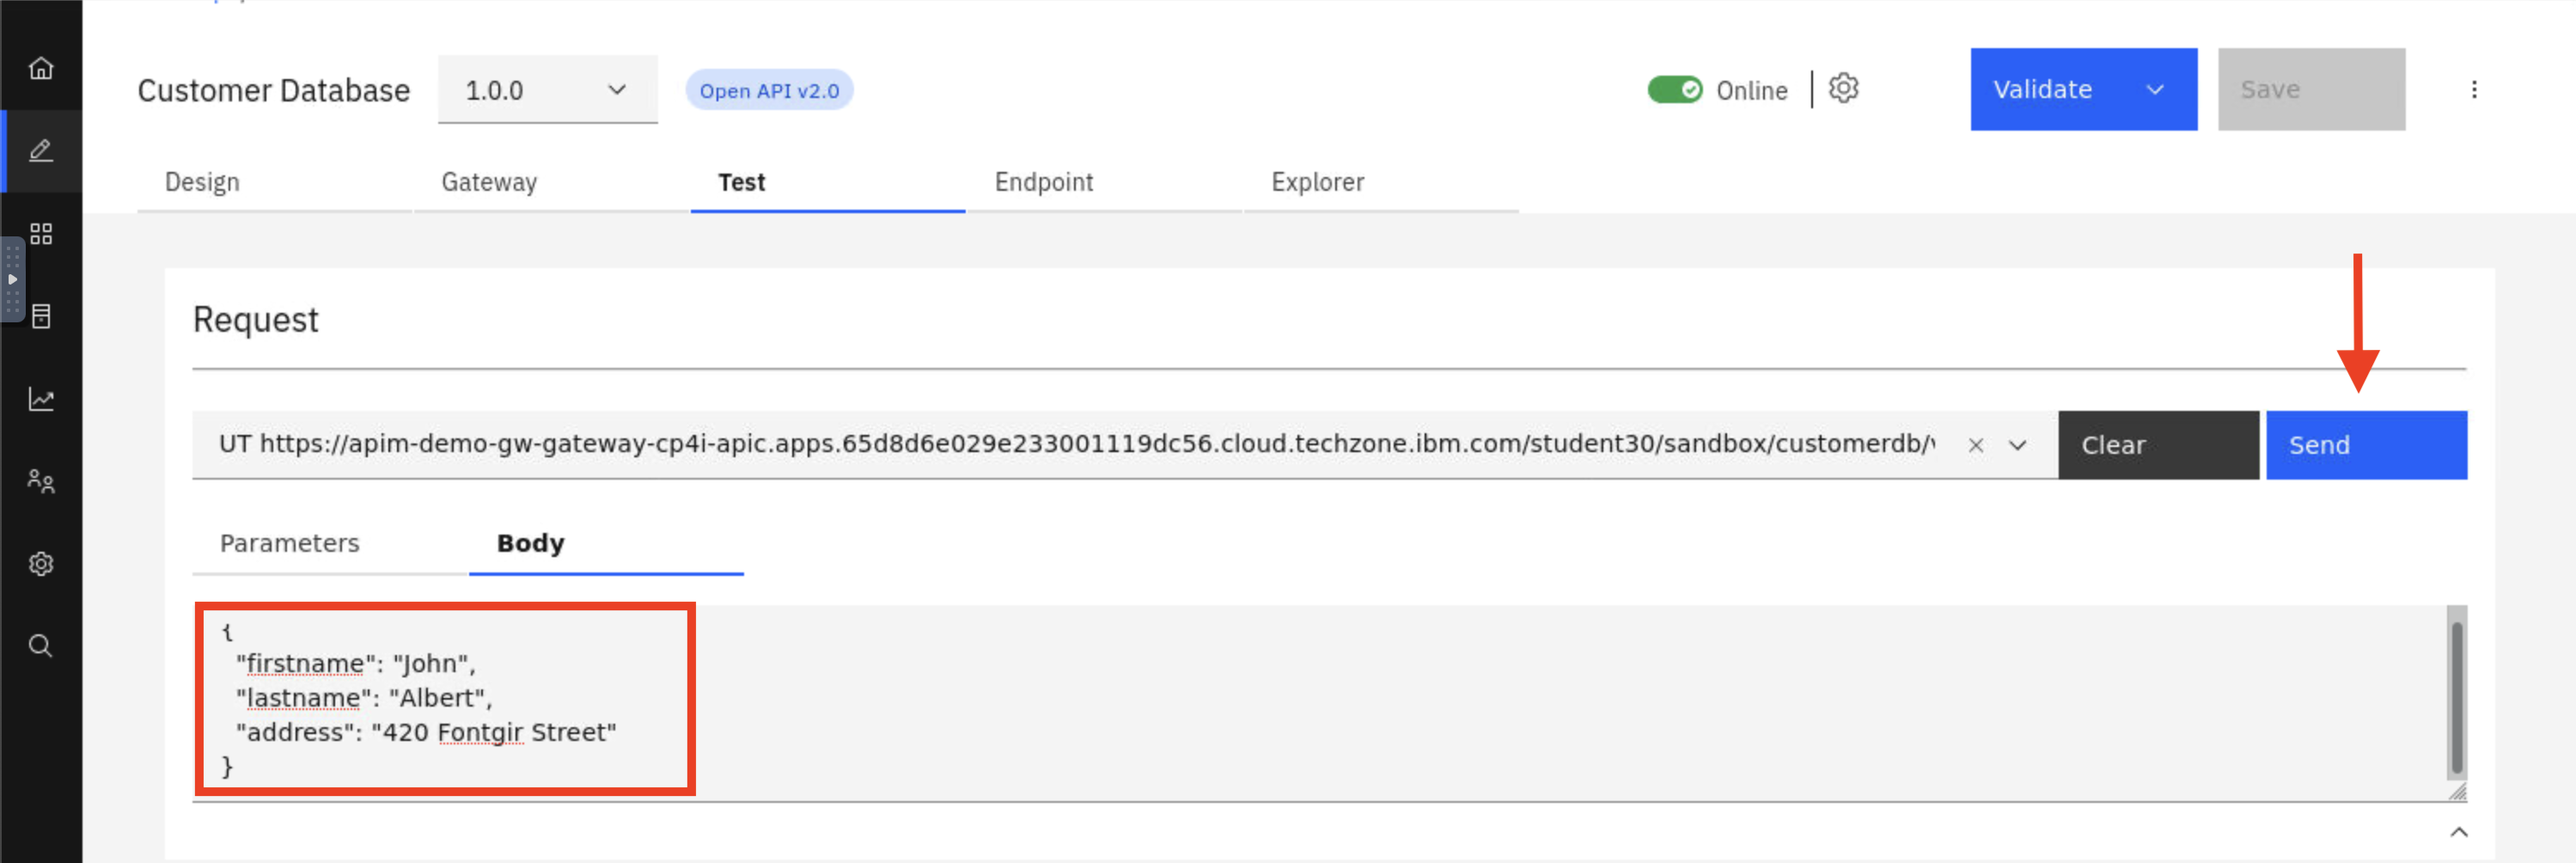 Customer Database
1.0.0
Open API v2.0
Online
Validate
Save
Design
Gateway
Test
Endpoint
Explorer
Request
UT https://apim-demo-gw-gateway-cp4i-apic.apps.65d8d6e029e233001119dc56.cloud.techzone.ibm.com/student30/sandbox/customerdb/
Clear
Send
Parameters
Body
{
"firstname": "John",
"lastname": "Albert",
"address": "420 Fontgir Street"
}